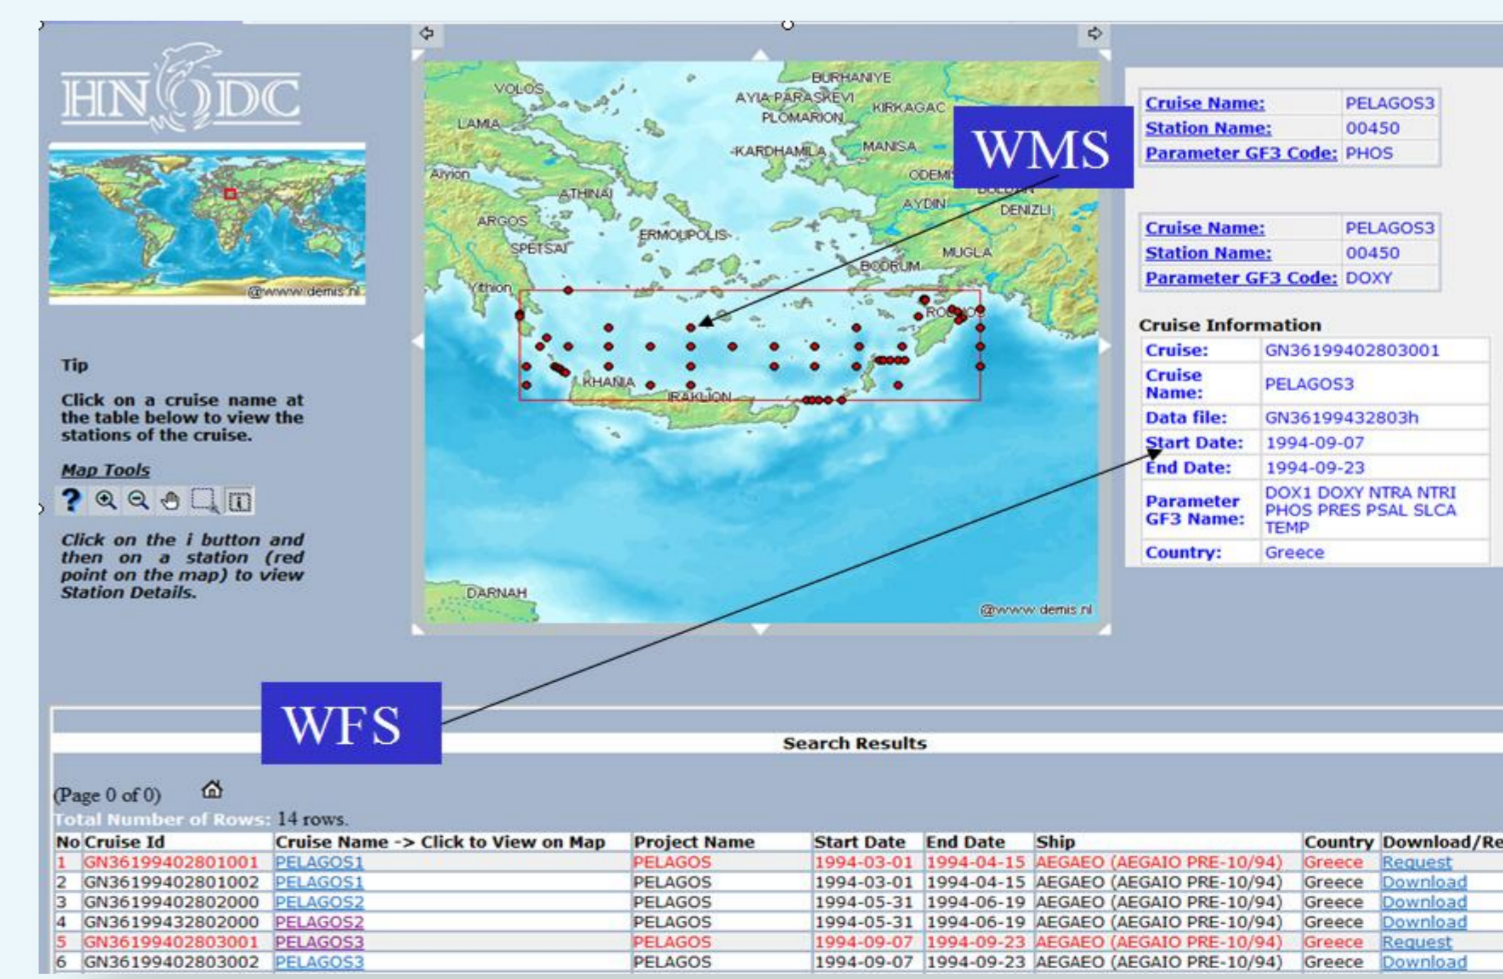 HNODC
@www.demis.nl
Tip
Click on a cruise name at
the table below to view the
stations of the cruise.
Map Tools
?
i
Click on the i button and
then on a station (red
point on the map) to view
Station Details.
VOLOS
BURHANIYE
AYIA PARASKEVI
KIRKAGAC
PLOMARION
LAMIA
KARDHAMILA
MANISA
WMS
Aiyion
ATHINAI
ODEMIS
AYDIN
DENIZLI
ARGOS
ERMOUPOLIS
SPETSAI
MUGLA
BODRUM
Yithion
RODHOS
KHANIA
IRAKLION
DARNAH
@www.demis.nl
Cruise Name: PELAGOS3
Station Name: 00450
Parameter GF3 Code: PHOS
Cruise Name: PELAGOS3
Station Name: 00450
Parameter GF3 Code: DOXY
Cruise Information
Cruise: GN36199402803001
Cruise Name: PELAGOS3
Data file: GN36199432803h
Start Date: 1994-09-07
End Date: 1994-09-23
Parameter GF3 Name: DOX1 DOXY NTRA NTRI
PHOS PRES PSAL SLCA
TEMP
Country: Greece
WFS
Search Results
(Page 0 of 0)
Total Number of Rows: 14 rows.
No Cruise Id Cruise Name -> Click to View on Map Project Name Start Date End Date Ship Country Download/Re
1 GN36199402801001 PELAGOS1 PELAGOS 1994-03-01 1994-04-15 AEGAEO (AEGAIO PRE-10/94) Greece Request
2 GN36199402801002 PELAGOS1 PELAGOS 1994-03-01 1994-04-15 AEGAEO (AEGAIO PRE-10/94) Greece Download
3 GN36199402802000 PELAGOS2 PELAGOS 1994-05-31 1994-06-19 AEGAEO (AEGAIO PRE-10/94) Greece Download
4 GN36199432802000 PELAGOS2 PELAGOS 1994-05-31 1994-06-19 AEGAEO (AEGAIO PRE-10/94) Greece Download
5 GN36199402803001 PELAGOS3 PELAGOS 1994-09-07 1994-09-23 AEGAEO (AEGAIO PRE-10/94) Greece Request
6 GN36199402803002 PELAGOS3 PELAGOS 1994-09-07 1994-09-23 AEGAEO (AEGAIO PRE-10/94) Greece Download